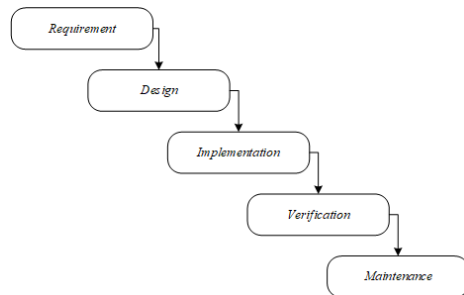 Requirement
Design
Implementation
Verification
Maintenance